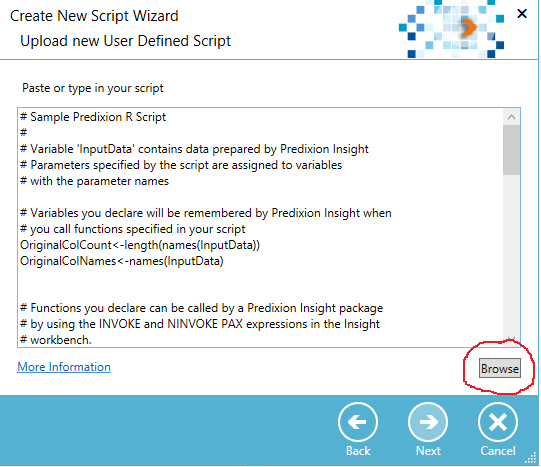 Create New Script Wizard
Upload new User Defined Script
Paste or type in your script
# Sample Predixion R Script
#
# Variable 'InputData' contains data prepared by Predixion Insight
# Parameters specified by the script are assigned to variables
# with the parameter names
# Variables you declare will be remembered by Predixion Insight when
# you call functions specified in your script
OriginalColCount<-length(names(InputData))
OriginalColNames<-names(InputData)
# Functions you declare can be called by a Predixion Insight package
# by using the INVOKE and NINVOKE PAX expressions in the Insight
# workbench.
More Information
Browse
Back
Next
Cancel